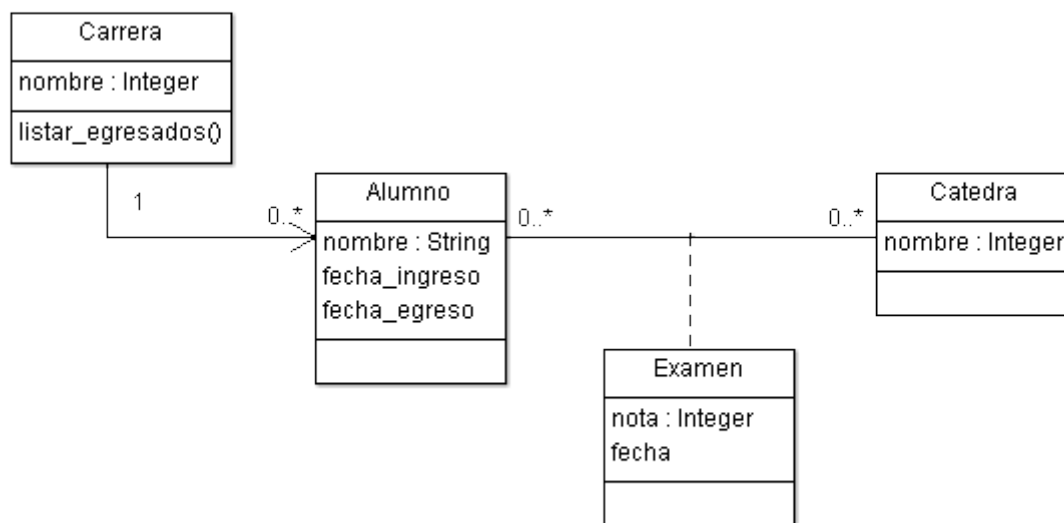 Carrera
nombre : Integer
listar_egresados()
1
0..*
Alumno
nombre : String
fecha_ingreso
fecha_egreso
0..*
0..*
Catedra
nombre : Integer
Examen
nota : Integer
fecha